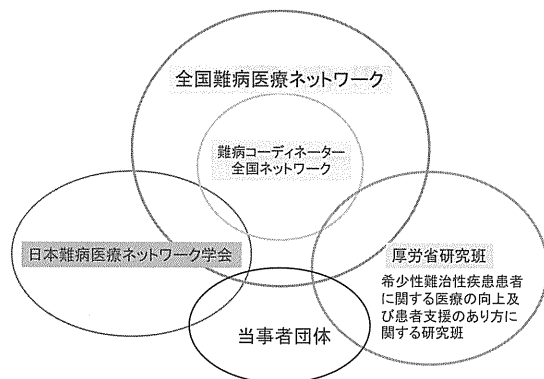 全国難病医療ネットワーク
難病コーディネーター
全国ネットワーク
日本難病医療ネットワーク学会
厚労省研究班
希少性難治性疾患患者
に関する医療の向上及
び患者支援のあり方に
関する研究班
当事者団体